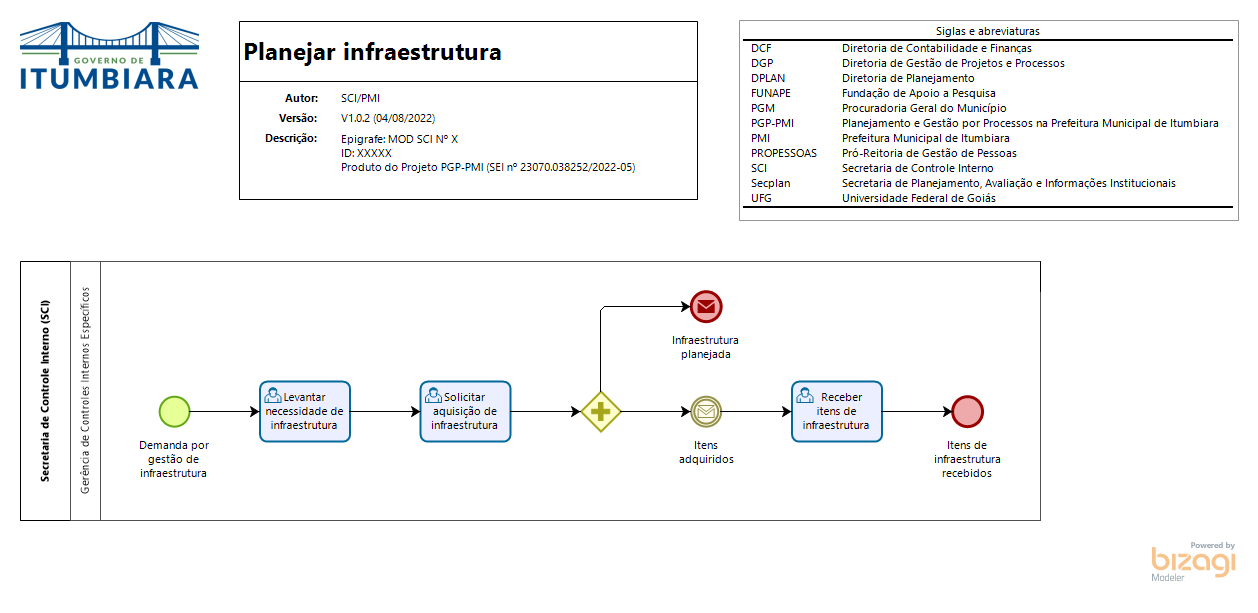 GOVERNO DE
ITUMBIARA
Planejar infraestrutura
Autor: SCI/PMI
Versão: V1.0.2 (04/08/2022)
Descrição: Epigrafe: MOD SCI Nº X
ID: XXXXX
Produto do Projeto PGP-PMI (SEI nº 23070.038252/2022-05)
Siglas e abreviaturas
DCF Diretoria de Contabilidade e Finanças
DGP Diretoria de Gestão de Projetos e Processos
DPLAN Diretoria de Planejamento
FUNAPE Fundação de Apoio a Pesquisa
PGM Procuradoria Geral do Município
PGP-PMI Planejamento e Gestão por Processos na Prefeitura Municipal de Itumbiara
PMI Prefeitura Municipal de Itumbiara
PROPESSOAS Pró-Reitoria de Gestão de Pessoas
SCI Secretaria de Controle Interno
Secplan Secretaria de Planejamento, Avaliação e Informações Institucionais
UFG Universidade Federal de Goiás
Secretaria de Controle Interno (SCI)
Gerência de Controles Internos Específicos
Demanda por
gestão de
infraestrutura
Levantar
necessidade de
infraestrutura
Solicitar
aquisição de
infraestrutura
Infraestrutura
planejada
Itens
adquiridos
Receber
itens de
infraestrutura
Itens de
infraestrutura
recebidos
Powered by
bizagi
Modeler